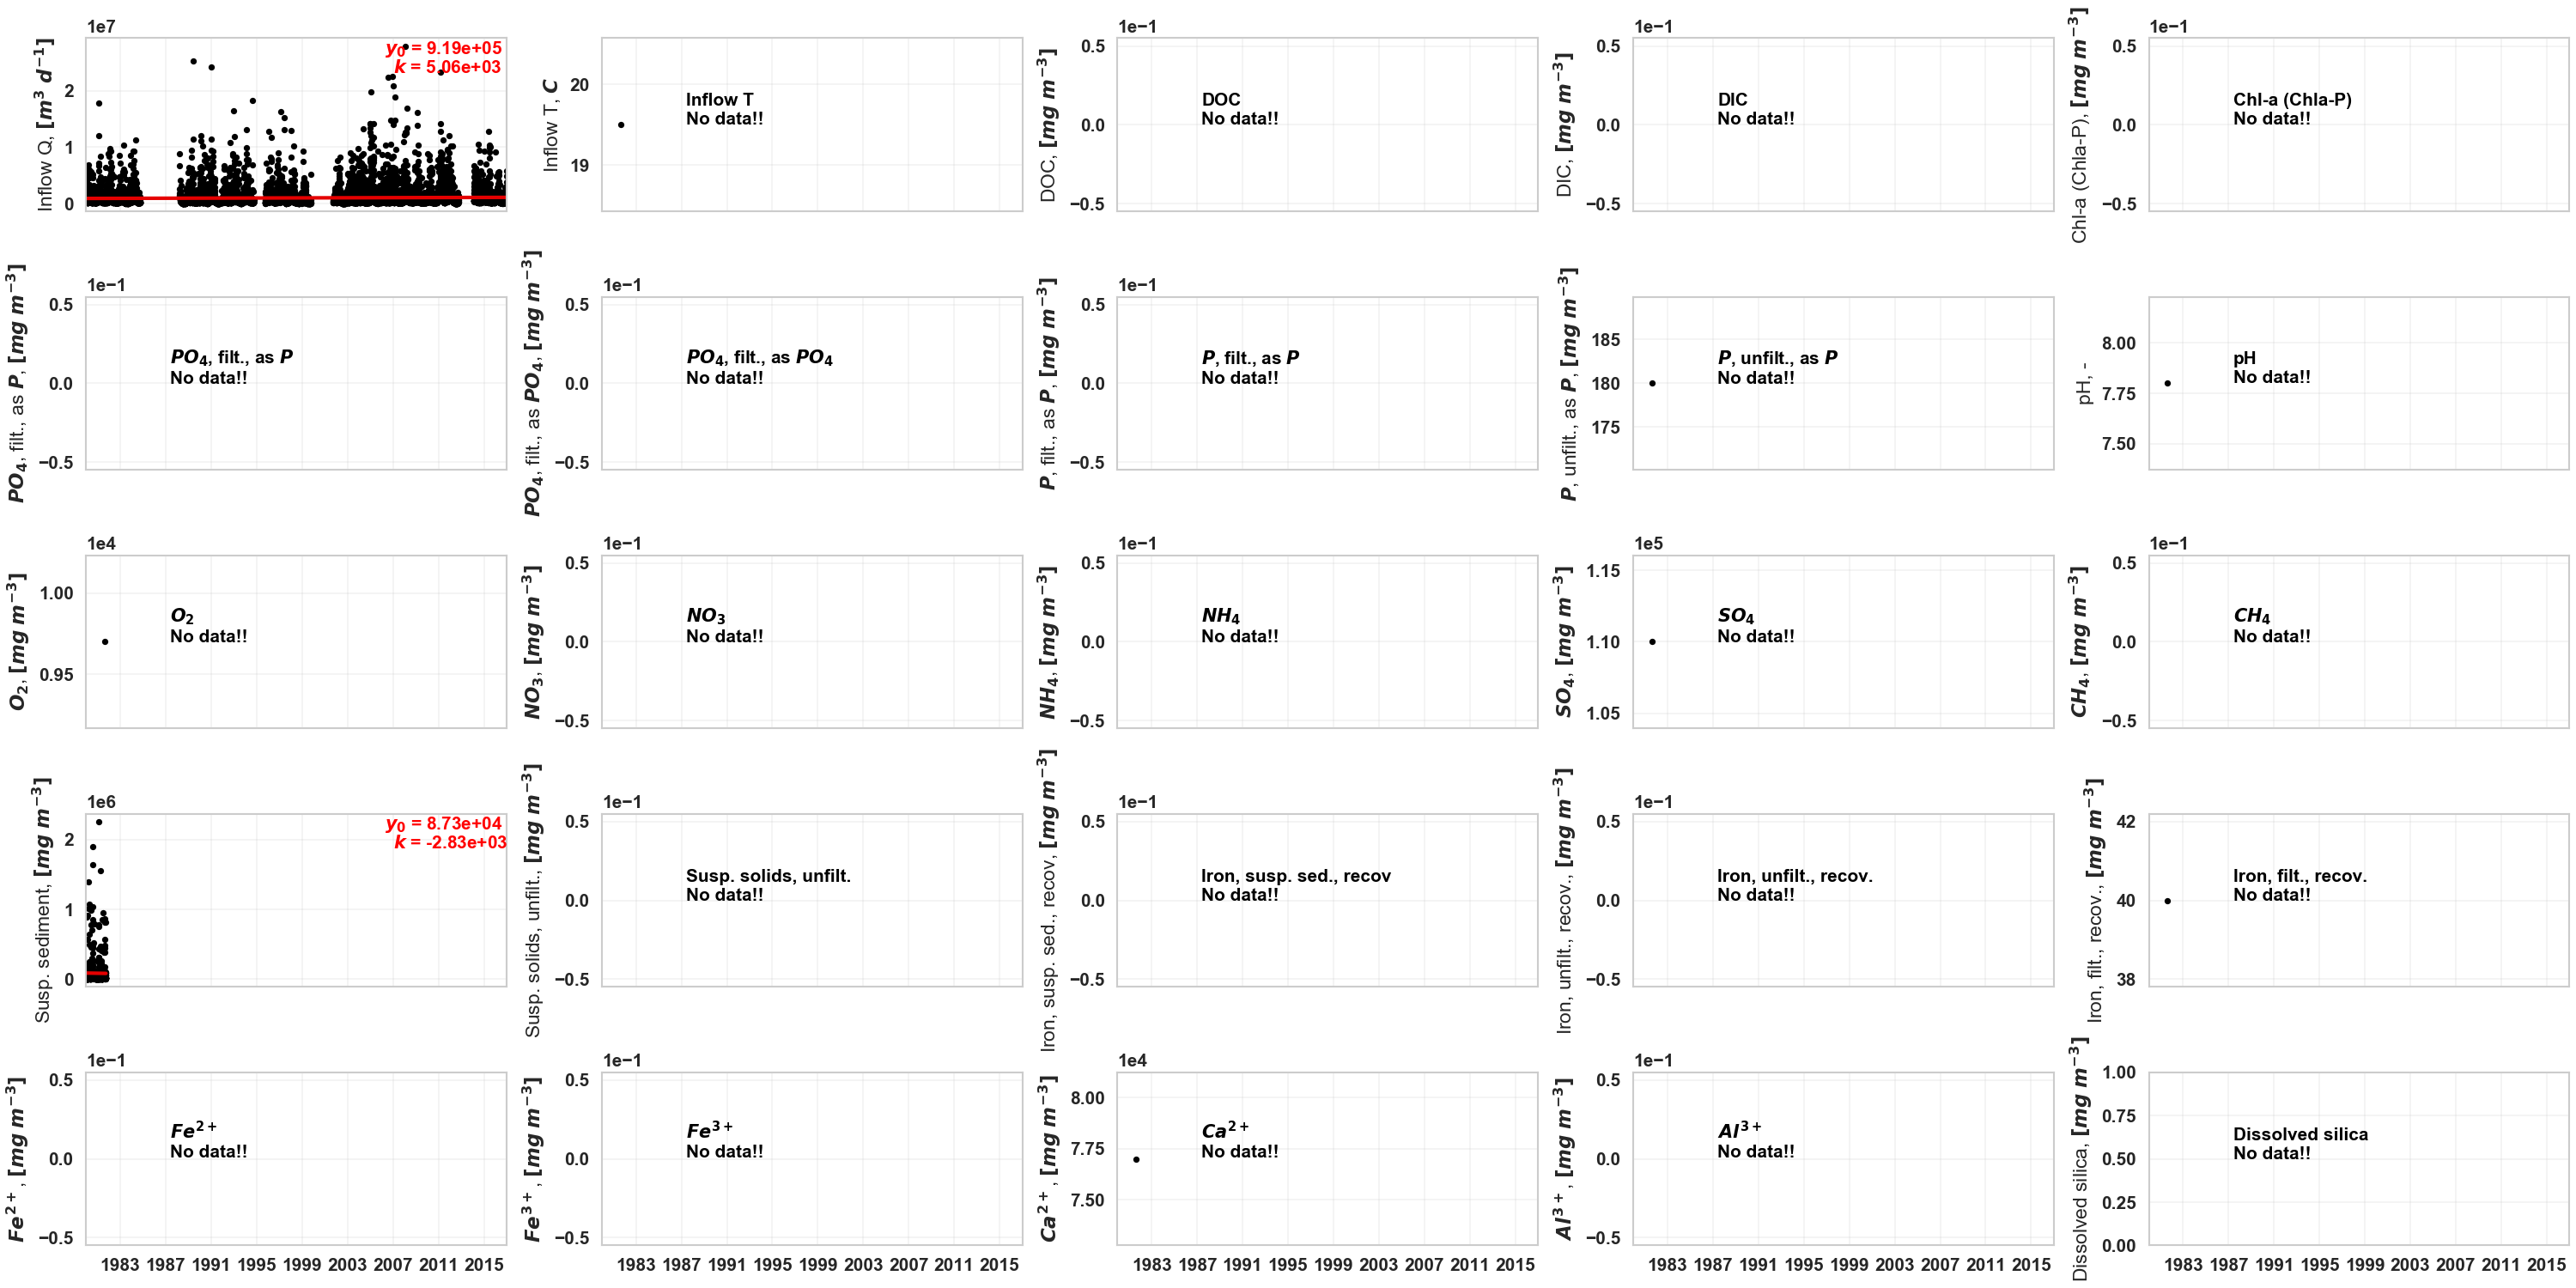 1e7
Inflow Q, [m³ d⁻¹]
2
1
0
y₀ = 9.19e+05
k = 5.06e+03
Inflow T, C
20
19
Inflow T
No data!!
1e−1
DOC, [mg m⁻³]
0.5
0.0
−0.5
DOC
No data!!
1e−1
DIC, [mg m⁻³]
0.5
0.0
−0.5
DIC
No data!!
1e−1
Chl-a (Chla-P), [mg m⁻³]
0.5
0.0
−0.5
Chl-a (Chla-P)
No data!!
1e−1
PO₄, filt., as P, [mg m⁻³]
0.5
0.0
−0.5
PO₄, filt., as P
No data!!
1e−1
PO₄, filt., as PO₄, [mg m⁻³]
0.5
0.0
−0.5
PO₄, filt., as PO₄
No data!!
1e−1
P, filt., as P, [mg m⁻³]
0.5
0.0
−0.5
P, filt., as P
No data!!
P, unfilt., as P, [mg m⁻³]
185
180
175
P, unfilt., as P
No data!!
pH, -
8.00
7.75
7.50
pH
No data!!
1e4
O₂, [mg m⁻³]
1.00
0.95
O₂
No data!!
1e−1
NO₃, [mg m⁻³]
0.5
0.0
−0.5
NO₃
No data!!
1e−1
NH₄, [mg m⁻³]
0.5
0.0
−0.5
NH₄
No data!!
1e5
SO₄, [mg m⁻³]
1.15
1.10
1.05
SO₄
No data!!
1e−1
CH₄, [mg m⁻³]
0.5
0.0
−0.5
CH₄
No data!!
1e6
Susp. sediment, [mg m⁻³]
2
1
0
y₀ = 8.73e+04
k = -2.83e+03
1e−1
Susp. solids, unfilt., [mg m⁻³]
0.5
0.0
−0.5
Susp. solids, unfilt.
No data!!
1e−1
Iron, susp. sed., recov, [mg m⁻³]
0.5
0.0
−0.5
Iron, susp. sed., recov
No data!!
1e−1
Iron, unfilt., recov., [mg m⁻³]
0.5
0.0
−0.5
Iron, unfilt., recov.
No data!!
Iron, filt., recov., [mg m⁻³]
42
40
38
Iron, filt., recov.
No data!!
1e−1
Fe²⁺, [mg m⁻³]
0.5
0.0
−0.5
Fe²⁺
No data!!
1983 1987 1991 1995 1999 2003 2007 2011 2015
1e−1
Fe³⁺, [mg m⁻³]
0.5
0.0
−0.5
Fe³⁺
No data!!
1983 1987 1991 1995 1999 2003 2007 2011 2015
1e4
Ca²⁺, [mg m⁻³]
8.00
7.75
7.50
Ca²⁺
No data!!
1983 1987 1991 1995 1999 2003 2007 2011 2015
1e−1
Al³⁺, [mg m⁻³]
0.5
0.0
−0.5
Al³⁺
No data!!
1983 1987 1991 1995 1999 2003 2007 2011 2015
Dissolved silica, [mg m⁻³]
1.00
0.75
0.50
0.25
0.00
Dissolved silica
No data!!
1983 1987 1991 1995 1999 2003 2007 2011 2015